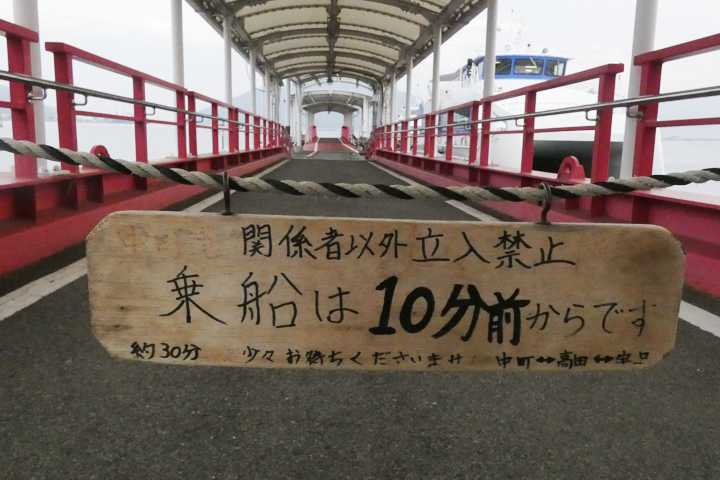 関係者以外立入禁止
乗船は10分前からです
約30分 少々お待ちくださいませ 中町↔高田↔宇品